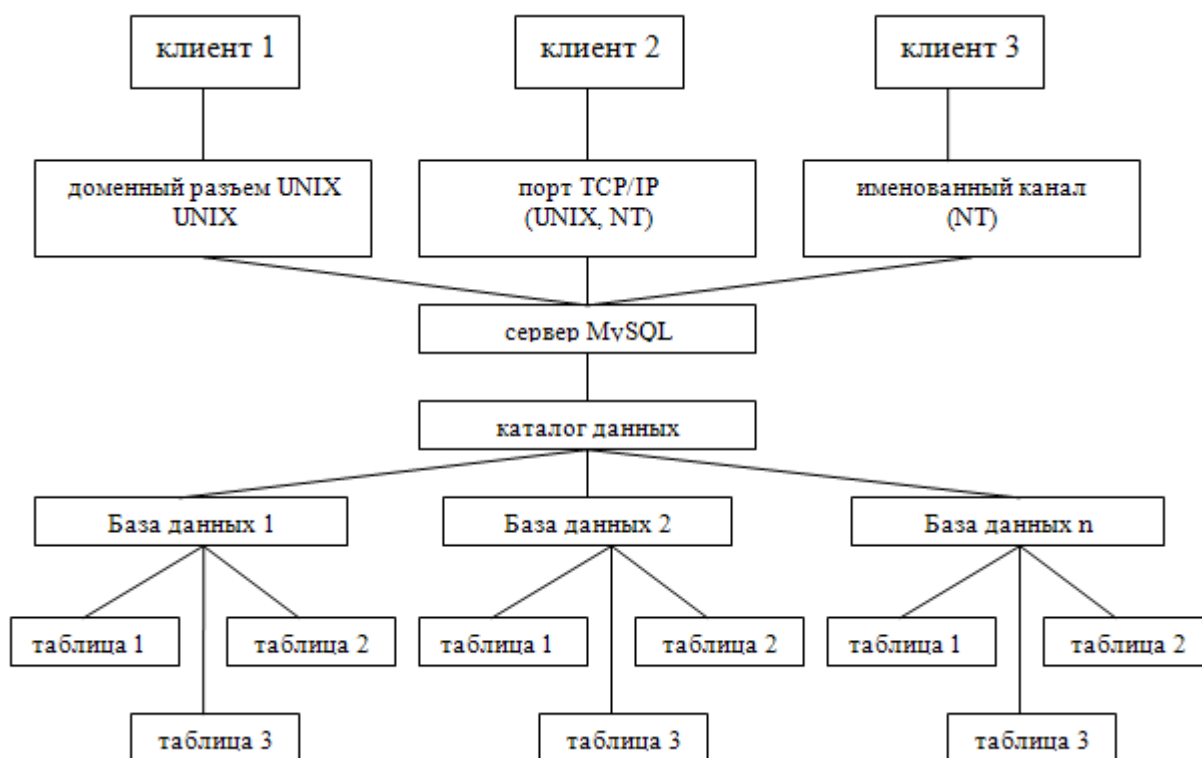 клиент 1
клиент 2
клиент 3
доменный разъем UNIX
UNIX
порт TCP/IP
(UNIX, NT)
именованный канал
(NT)
сервер MySQL
каталог данных
База данных 1
База данных 2
База данных n
таблица 1
таблица 2
таблица 1
таблица 2
таблица 1
таблица 2
таблица 3
таблица 3
таблица 3